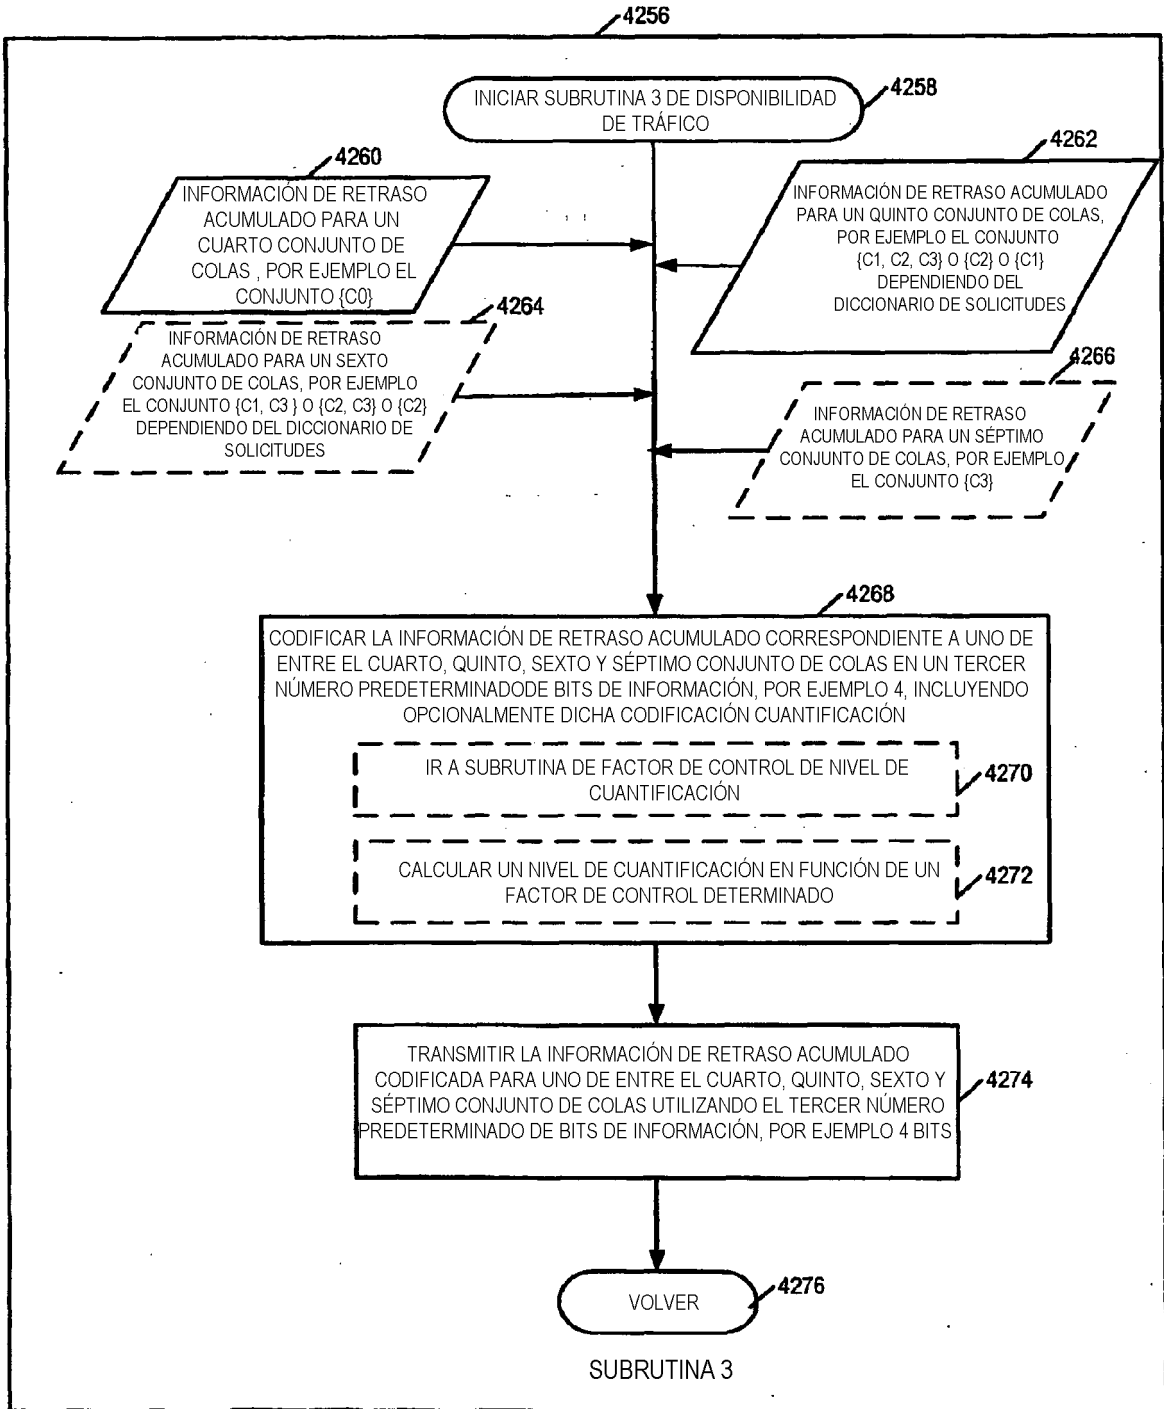 4256
INICIAR SUBRUTINA 3 DE DISPONIBILIDAD
DE TRÁFICO
4258
4260
INFORMACIÓN DE RETRASO
ACUMULADO PARA UN
CUARTO CONJUNTO DE
COLAS , POR EJEMPLO EL
CONJUNTO {C0}
4262
INFORMACIÓN DE RETRASO ACUMULADO
PARA UN QUINTO CONJUNTO DE COLAS,
POR EJEMPLO EL CONJUNTO
{C1, C2, C3} O {C2} O {C1}
DEPENDIENDO DEL
DICCIONARIO DE SOLICITUDES
4264
INFORMACIÓN DE RETRASO
ACUMULADO PARA UN SEXTO
CONJUNTO DE COLAS, POR EJEMPLO
EL CONJUNTO {C1, C3 } O {C2, C3} O {C2}
DEPENDIENDO DEL DICCIONARIO DE
SOLICITUDES
4266
INFORMACIÓN DE RETRASO
ACUMULADO PARA UN SÉPTIMO
CONJUNTO DE COLAS, POR EJEMPLO
EL CONJUNTO {C3}
4268
CODIFICAR LA INFORMACIÓN DE RETRASO ACUMULADO CORRESPONDIENTE A UNO DE
ENTRE EL CUARTO, QUINTO, SEXTO Y SÉPTIMO CONJUNTO DE COLAS EN UN TERCER
NÚMERO PREDETERMINADODE BITS DE INFORMACIÓN, POR EJEMPLO 4, INCLUYENDO
OPCIONALMENTE DICHA CODIFICACIÓN CUANTIFICACIÓN
IR A SUBRUTINA DE FACTOR DE CONTROL DE NIVEL DE
CUANTIFICACIÓN
4270
CALCULAR UN NIVEL DE CUANTIFICACIÓN EN FUNCIÓN DE UN
FACTOR DE CONTROL DETERMINADO
4272
TRANSMITIR LA INFORMACIÓN DE RETRASO ACUMULADO
CODIFICADA PARA UNO DE ENTRE EL CUARTO, QUINTO, SEXTO Y
SÉPTIMO CONJUNTO DE COLAS UTILIZANDO EL TERCER NÚMERO
PREDETERMINADO DE BITS DE INFORMACIÓN, POR EJEMPLO 4 BITS
4274
VOLVER
4276
SUBRUTINA 3